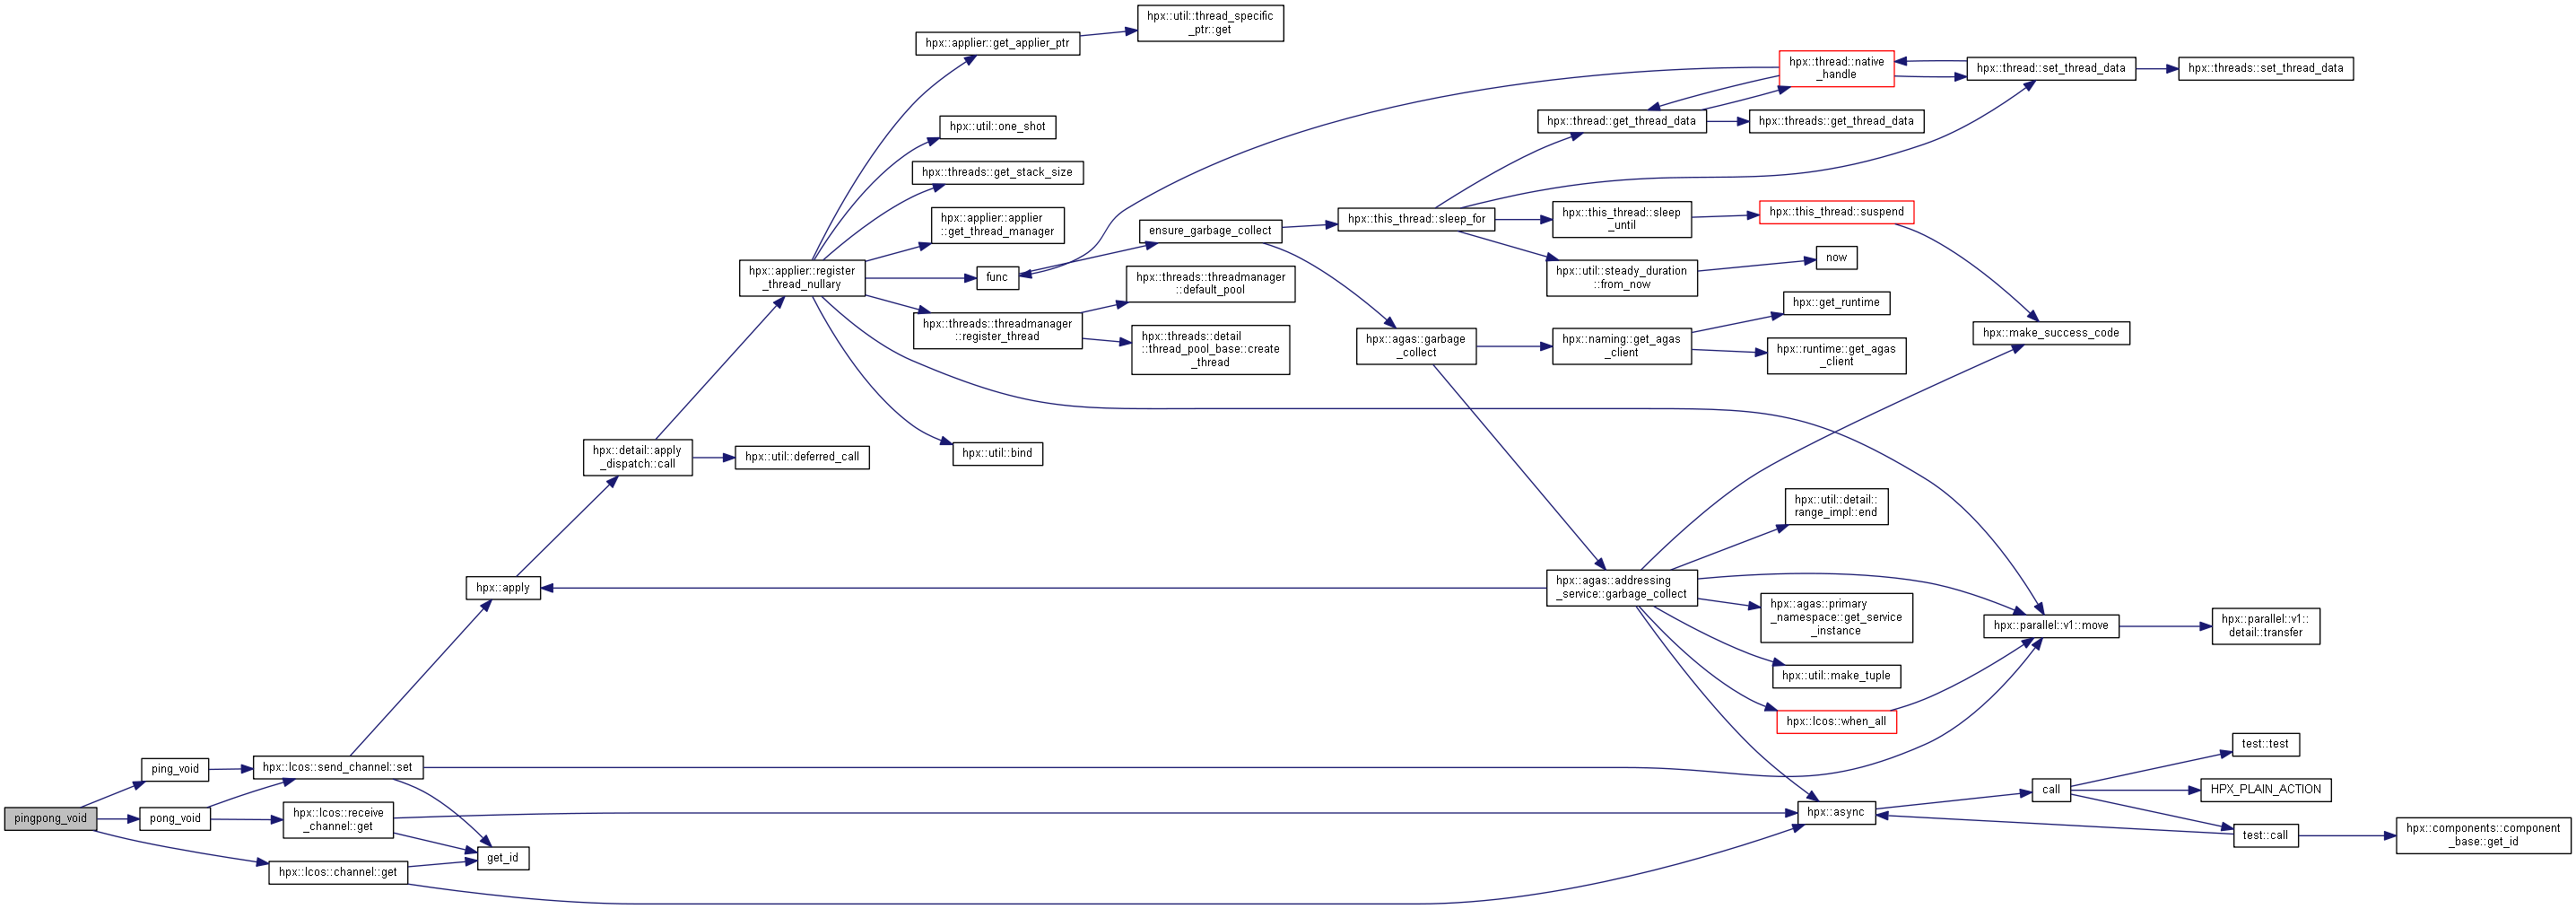 pingpong_void
ping_void
pong_void
hpx::lcos::channel::get
hpx::lcos::send_channel::set
hpx::lcos::receive
_channel::get
get_id
hpx::apply
hpx::detail::apply
_dispatch::call
hpx::util::deferred_call
hpx::applier::register
_thread_nullary
hpx::applier::get_applier_ptr
hpx::util::thread_specific
_ptr::get
hpx::util::one_shot
hpx::threads::get_stack_size
hpx::applier::applier
::get_thread_manager
func
hpx::threads::threadmanager
::register_thread
hpx::util::bind
hpx::threads::threadmanager
::default_pool
hpx::threads::detail
::thread_pool_base::create
_thread
ensure_garbage_collect
hpx::this_thread::sleep_for
hpx::agas::garbage
_collect
hpx::thread::get_thread_data
hpx::thread::native
_handle
hpx::threads::get_thread_data
hpx::thread::set_thread_data
hpx::threads::set_thread_data
hpx::this_thread::sleep
_until
hpx::this_thread::suspend
hpx::util::steady_duration
::from_now
now
hpx::naming::get_agas
_client
hpx::get_runtime
hpx::runtime::get_agas
_client
hpx::make_success_code
hpx::agas::addressing
_service::garbage_collect
hpx::util::detail::
range_impl::end
hpx::agas::primary
_namespace::get_service
_instance
hpx::util::make_tuple
hpx::lcos::when_all
hpx::parallel::v1::move
hpx::parallel::v1::
detail::transfer
hpx::async
call
test::test
HPX_PLAIN_ACTION
test::call
hpx::components::component
_base::get_id